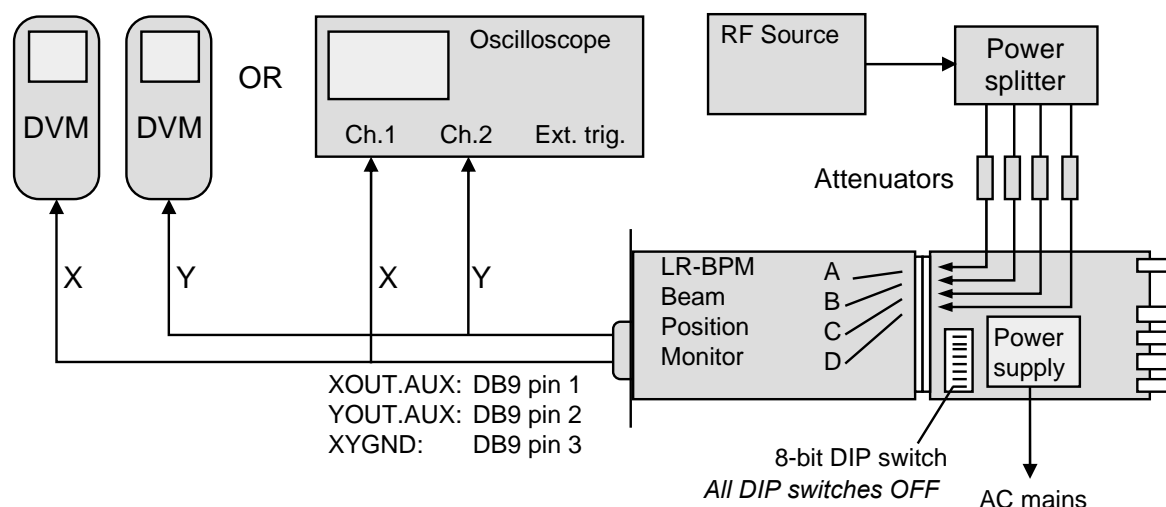 DVM
DVM
OR
Oscilloscope
Ch.1 Ch.2 Ext. trig.
RF Source
Power
splitter
Attenuators
X
Y
X
Y
LR-BPM
Beam
Position
Monitor
A
B
C
D
Power
supply
XOUT.AUX: DB9 pin 1
YOUT.AUX: DB9 pin 2
XYGND: DB9 pin 3
8-bit DIP switch
All DIP switches OFF
AC mains